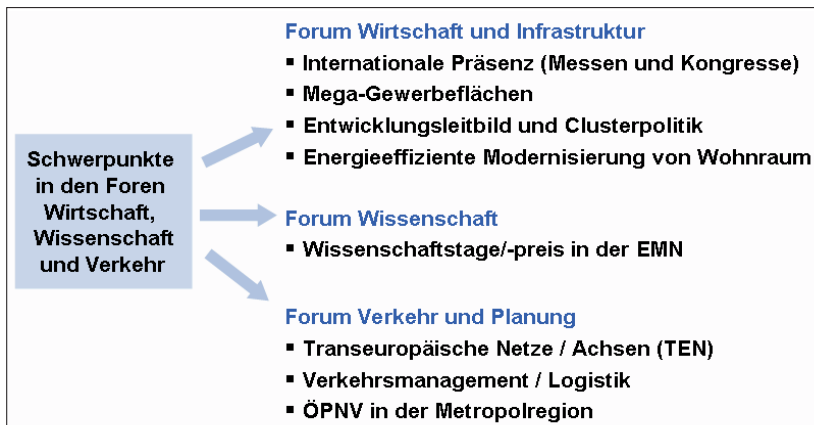 Schwerpunkte
in den Foren
Wirtschaft,
Wissenschaft
und Verkehr
Forum Wirtschaft und Infrastruktur
▪ Internationale Präsenz (Messen und Kongresse)
▪ Mega-Gewerbeflächen
▪ Entwicklungsleitbild und Clusterpolitik
▪ Energieeffiziente Modernisierung von Wohnraum
Forum Wissenschaft
▪ Wissenschaftstage/-preis in der EMN
Forum Verkehr und Planung
▪ Transeuropäische Netze / Achsen (TEN)
▪ Verkehrsmanagement / Logistik
▪ ÖPNV in der Metropolregion